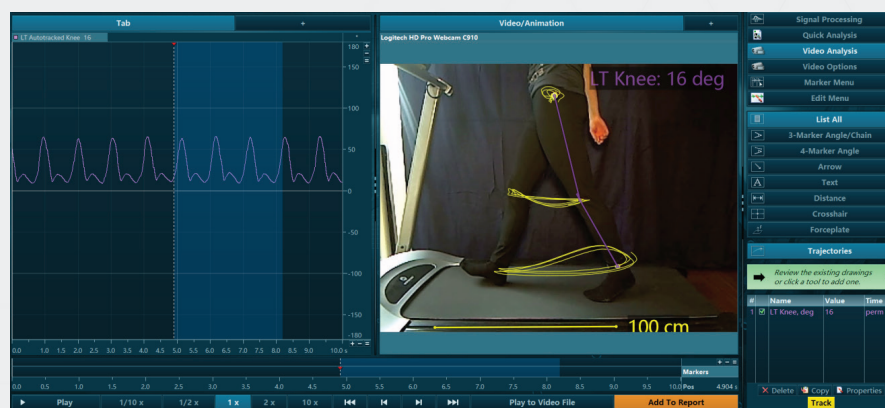 Tab
+
LT Autotracked Knee 16
180
150
100
50
0
-50
-100
-150
-180
0.0 1.0 1.5 2.0 2.5 3.0 3.5 4.0 4.5 5.0 5.5 6.0 6.5 7.0 7.5 8.0 8.5 9.0 10.0 s
Video/Animation
+
Logitech HD Pro Webcam C910
LT Knee: 16 deg
100 cm
Signal Processing
Quick Analysis
Video Analysis
Video Options
Marker Menu
Edit Menu
List All
3-Marker Angle/Chain
4-Marker Angle
Arrow
Text
Distance
Crosshair
Forceplate
Trajectories
Review the existing drawings
or click a tool to add one.
# Name Value Time
1 LT Knee, deg 16 perm
Delete Copy Properties
Track
Markers
0.0 0.5 1.0 1.5 2.0 2.5 3.0 3.5 4.0 4.5 5.0 5.5 6.0 6.5 7.0 7.5 8.0 8.5 9.0 9.5 10.0 Pos 4.904 s
Play 1/10 x 1/2 x 1 x 2 x 10 x Play to Video File Add To Report